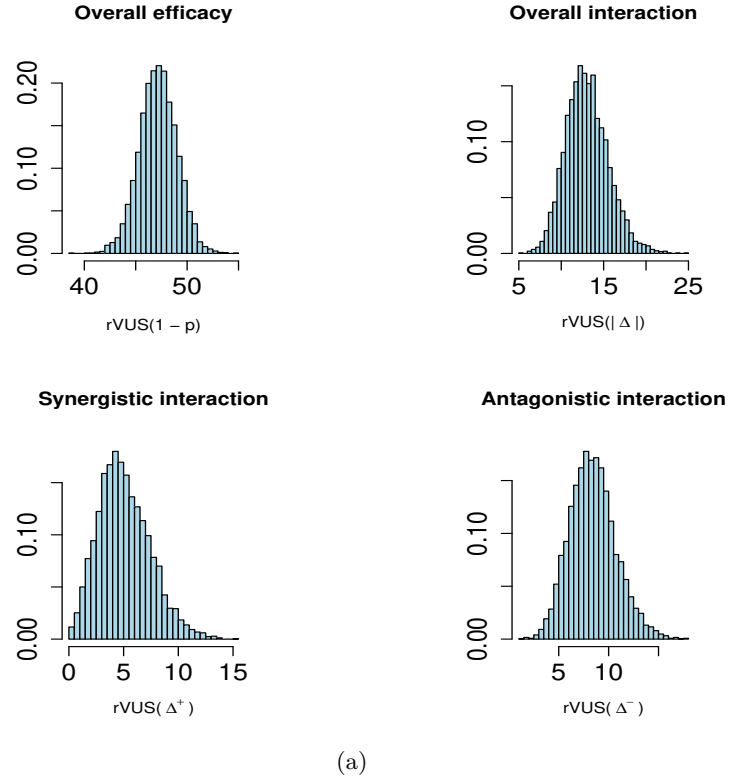 Overall efficacy
0.00 0.10 0.20
40 50
rVUS(1 − p)
Overall interaction
0.00 0.10
5 15 25
rVUS(| Δ |)
Synergistic interaction
0.00 0.10
0 5 10 15
rVUS( Δ⁺ )
Antagonistic interaction
0.00 0.10
5 10
rVUS( Δ⁻ )
(a)